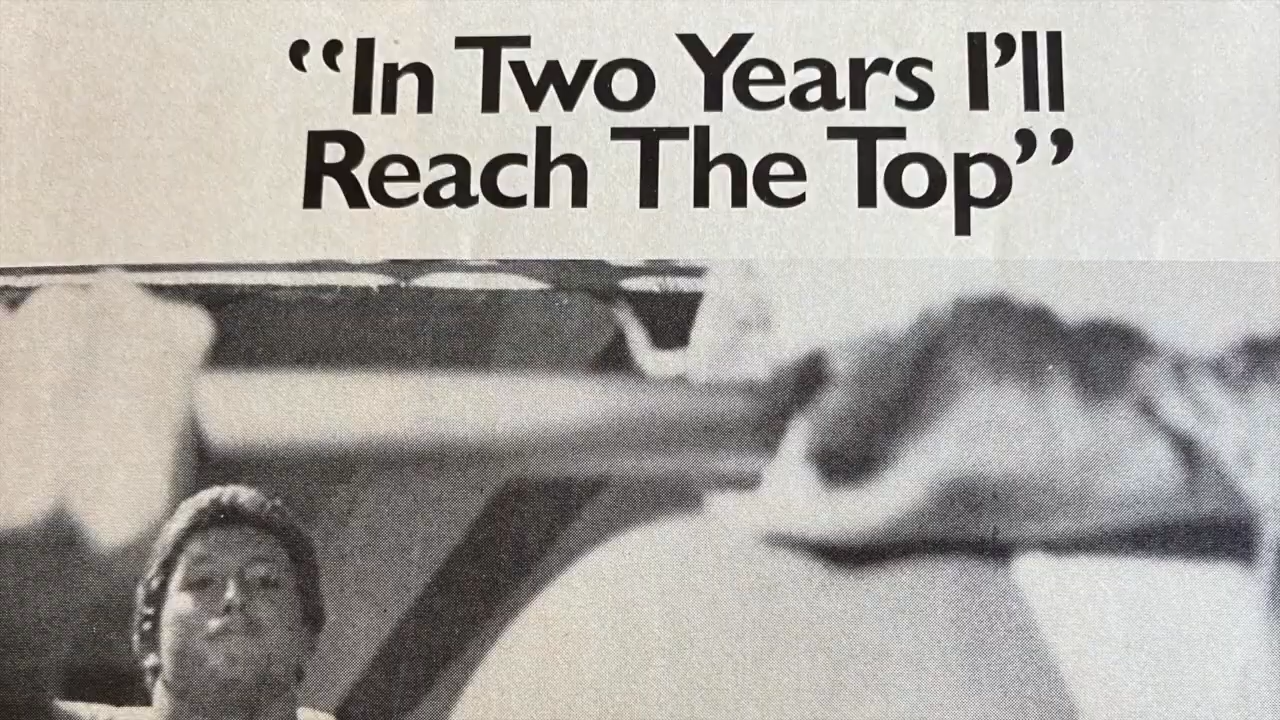 “In Two Years I’ll
Reach The Top”